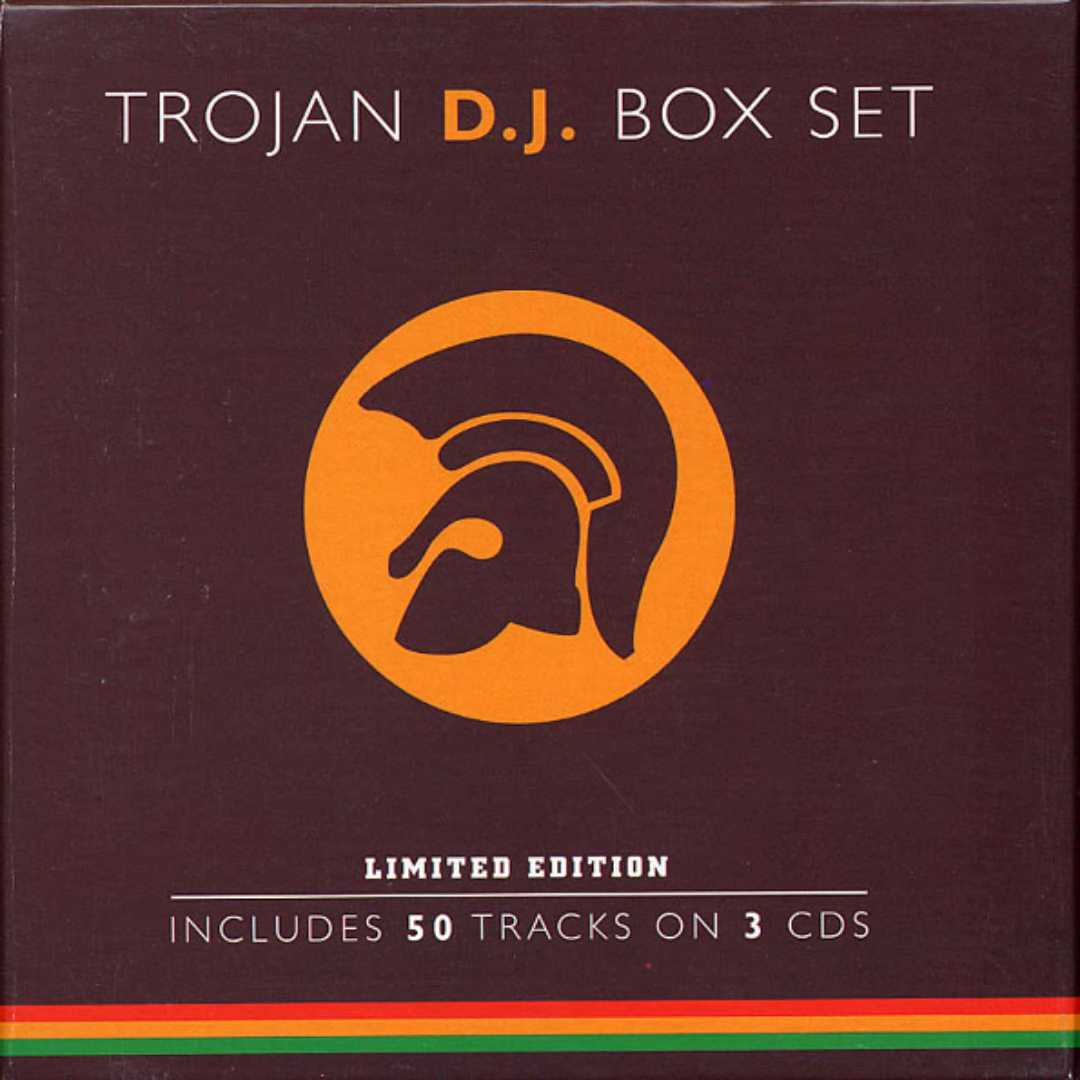 TROJAN D.J. BOX SET
LIMITED EDITION
INCLUDES 50 TRACKS ON 3 CDS